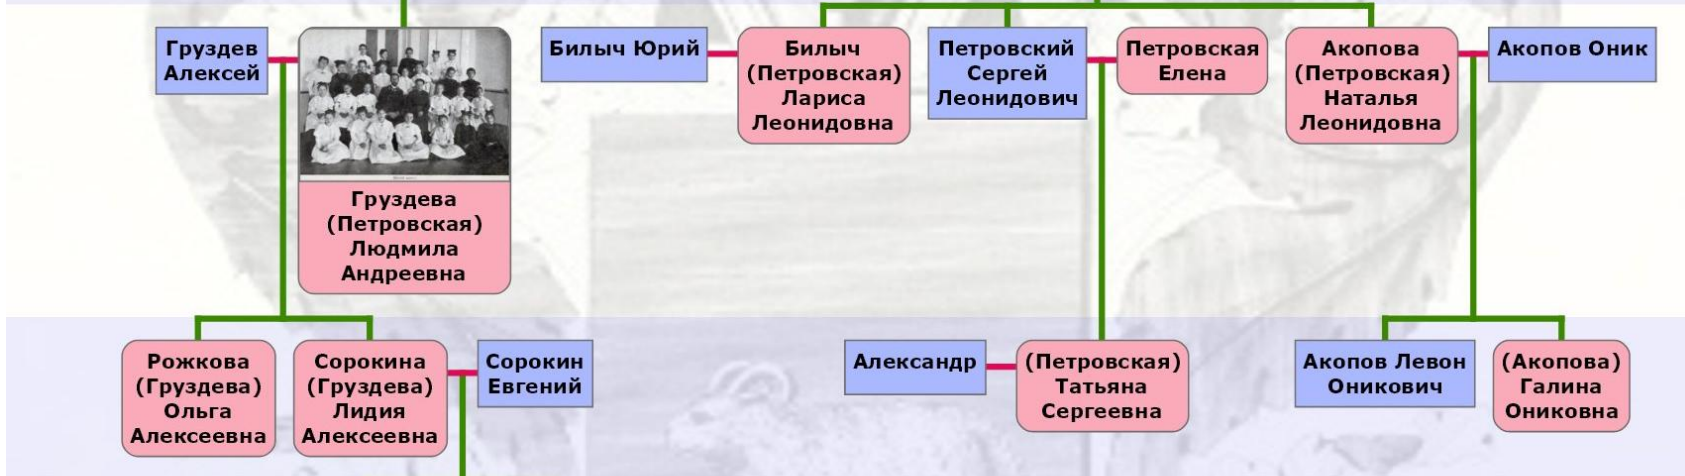 Груздев
Алексей
Груздева
(Петровская)
Людмила
Андреевна
Билыч Юрий
Билыч
(Петровская)
Лариса
Леонидовна
Петровский
Сергей
Леонидович
Петровская
Елена
Акопова
(Петровская)
Наталья
Леонидовна
Акопов Оник
Рожкова
(Груздева)
Ольга
Алексеевна
Сорокина
(Груздева)
Лидия
Алексеевна
Сорокин
Евгений
Александр
(Петровская)
Татьяна
Сергеевна
Акопов Левон
Оникович
(Акопова)
Галина
Ониковна